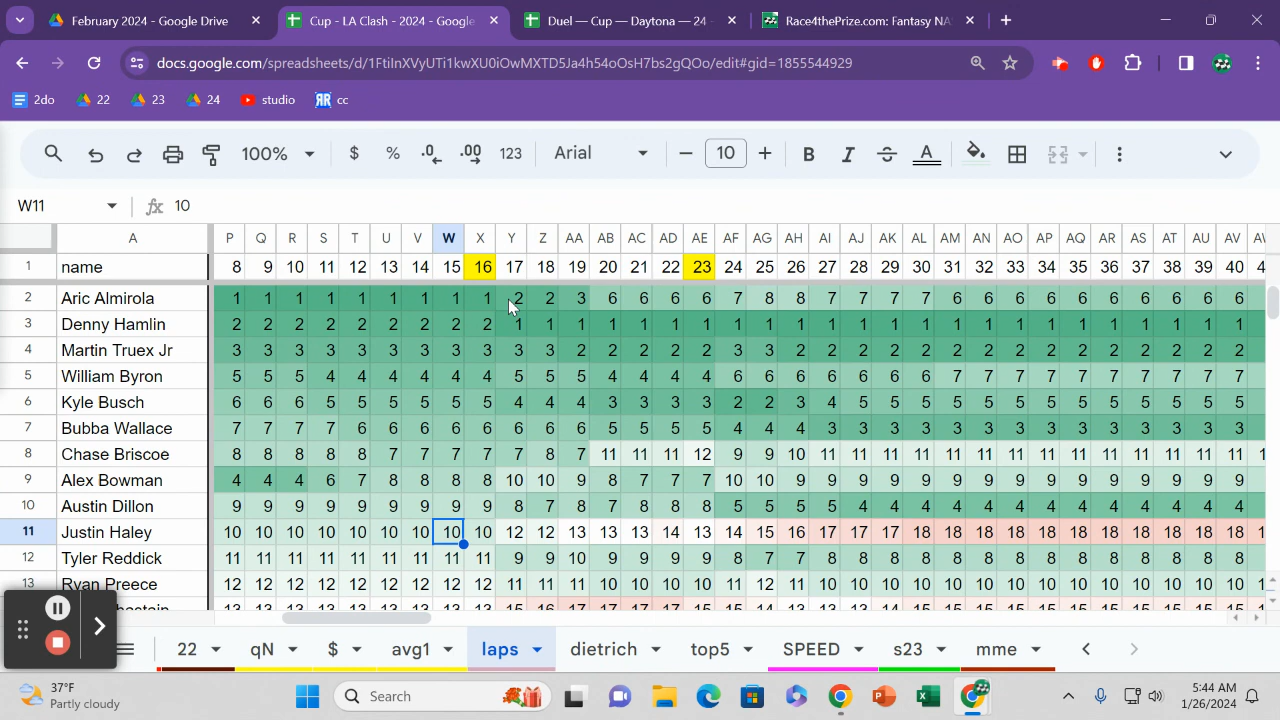 February 2024 - Google Drive
Cup - LA Clash - 2024 - Google
Duel — Cup — Daytona — 24 -
Race4thePrize.com: Fantasy NA
docs.google.com/spreadsheets/d/1FtiInXVyUTi1kwXU0iOwMXTD5Ja4h54oOsH7bs2gQOo/edit#gid=1855544929
2do 22 23 24 studio cc
100% $ % .0 .00 123 Arial 10 B I A
W11 10
A P Q R S T U V W X Y Z AA AB AC AD AE AF AG AH AI AJ AK AL AM AN AO AP AQ AR AS AT AU AV
1 name 8 9 10 11 12 13 14 15 16 17 18 19 20 21 22 23 24 25 26 27 28 29 30 31 32 33 34 35 36 37 38 39 40
2 Aric Almirola 1 1 1 1 1 1 1 1 1 2 2 3 6 6 6 6 7 8 8 7 7 7 7 6 6 6 6 6 6 6 6 6 6
3 Denny Hamlin 2 2 2 2 2 2 2 2 2 1 1 1 1 1 1 1 1 1 1 1 1 1 1 1 1 1 1 1 1 1 1 1 1
4 Martin Truex Jr 3 3 3 3 3 3 3 3 3 3 3 2 2 2 2 2 3 3 2 2 2 2 2 2 2 2 2 2 2 2 2 2 2
5 William Byron 5 5 5 4 4 4 4 4 4 5 5 5 4 4 4 4 6 6 6 6 6 6 6 7 7 7 7 7 7 7 7 7 7
6 Kyle Busch 6 6 6 5 5 5 5 5 5 4 4 4 3 3 3 3 2 2 3 4 5 5 5 5 5 5 5 5 5 5 5 5 5
7 Bubba Wallace 7 7 7 7 6 6 6 6 6 6 6 6 5 5 5 5 4 4 4 3 3 3 3 3 3 3 3 3 3 3 3 3 3
8 Chase Briscoe 8 8 8 8 8 7 7 7 7 7 8 7 11 11 11 12 9 9 10 11 11 11 11 11 11 11 11 11 11 11 11 11 11
9 Alex Bowman 4 4 4 6 7 8 8 8 8 10 10 9 7 7 7 7 10 10 9 9 9 9 9 9 9 9 9 9 9 9 9 9 9
10 Austin Dillon 9 9 9 9 9 9 9 9 9 8 7 8 8 7 8 8 5 5 5 5 4 4 4 4 4 4 4 4 4 4 4 4 4
11 Justin Haley 10 10 10 10 10 10 10 10 10 12 12 13 13 13 14 13 14 15 16 17 17 17 18 18 18 18 18 18 18 18 18 18 18
12 Tyler Reddick 11 11 11 11 11 11 11 11 11 9 9 10 9 9 9 9 8 7 7 8 8 8 8 8 8 8 8 8 8 8 8 8 8
13 Ryan Preece 12 12 12 12 12 12 12 12 12 11 11 11 10 10 10 10 11 12 11 10 10 10 10 10 10 10 10 10 10 10 10 10 10
22 qN $ avg1 laps dietrich top5 SPEED s23 mme
37°F
Partly cloudy
Search
5:44 AM
1/26/2024